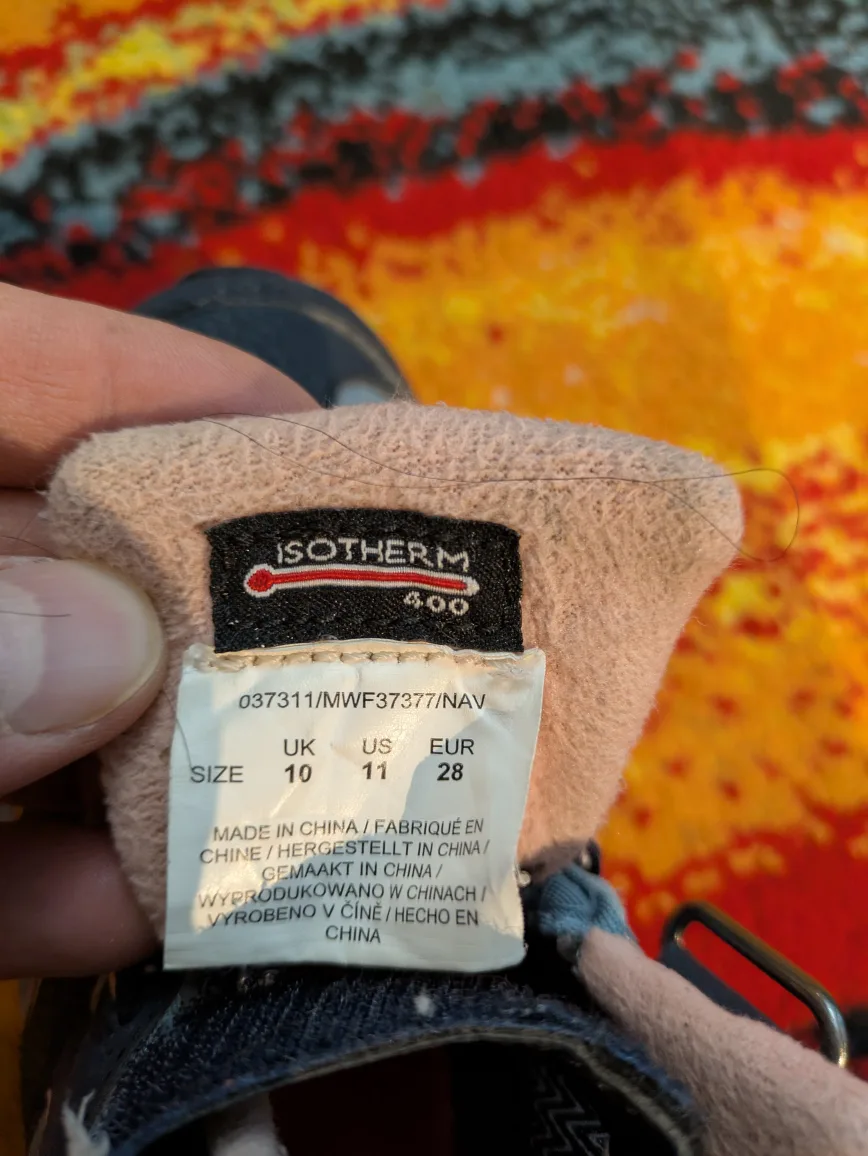 iSOTHERM
400
037311/MWF37377/NAV
UK US EUR
SIZE 10 11 28
MADE IN CHINA / FABRIQUÉ EN
CHINE / HERGESTELLT IN CHINA /
GEMAAKT IN CHINA /
WYPRODUKOWANO W CHINACH /
VYROBENO V ČÍNĚ / HECHO EN
CHINA